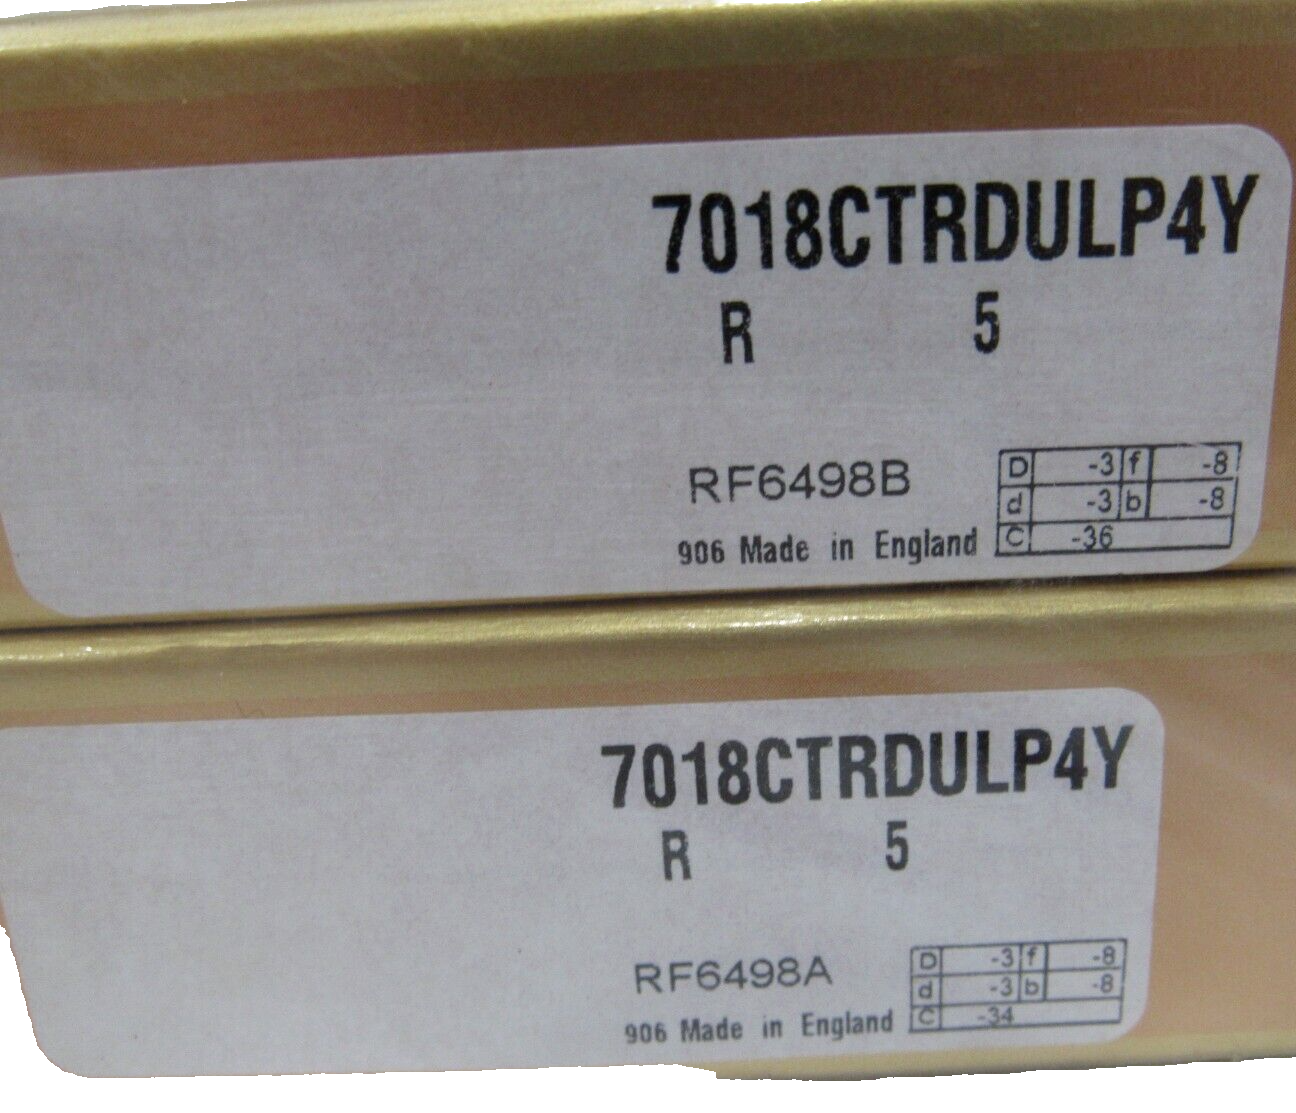 7018CTRDULP4Y
R 5
RF6498B
906 Made in England
D -3 f -8
d -3 b -8
C -36
7018CTRDULP4Y
R 5
RF6498A
906 Made in England
D -3 f -8
d -3 b -8
C -34